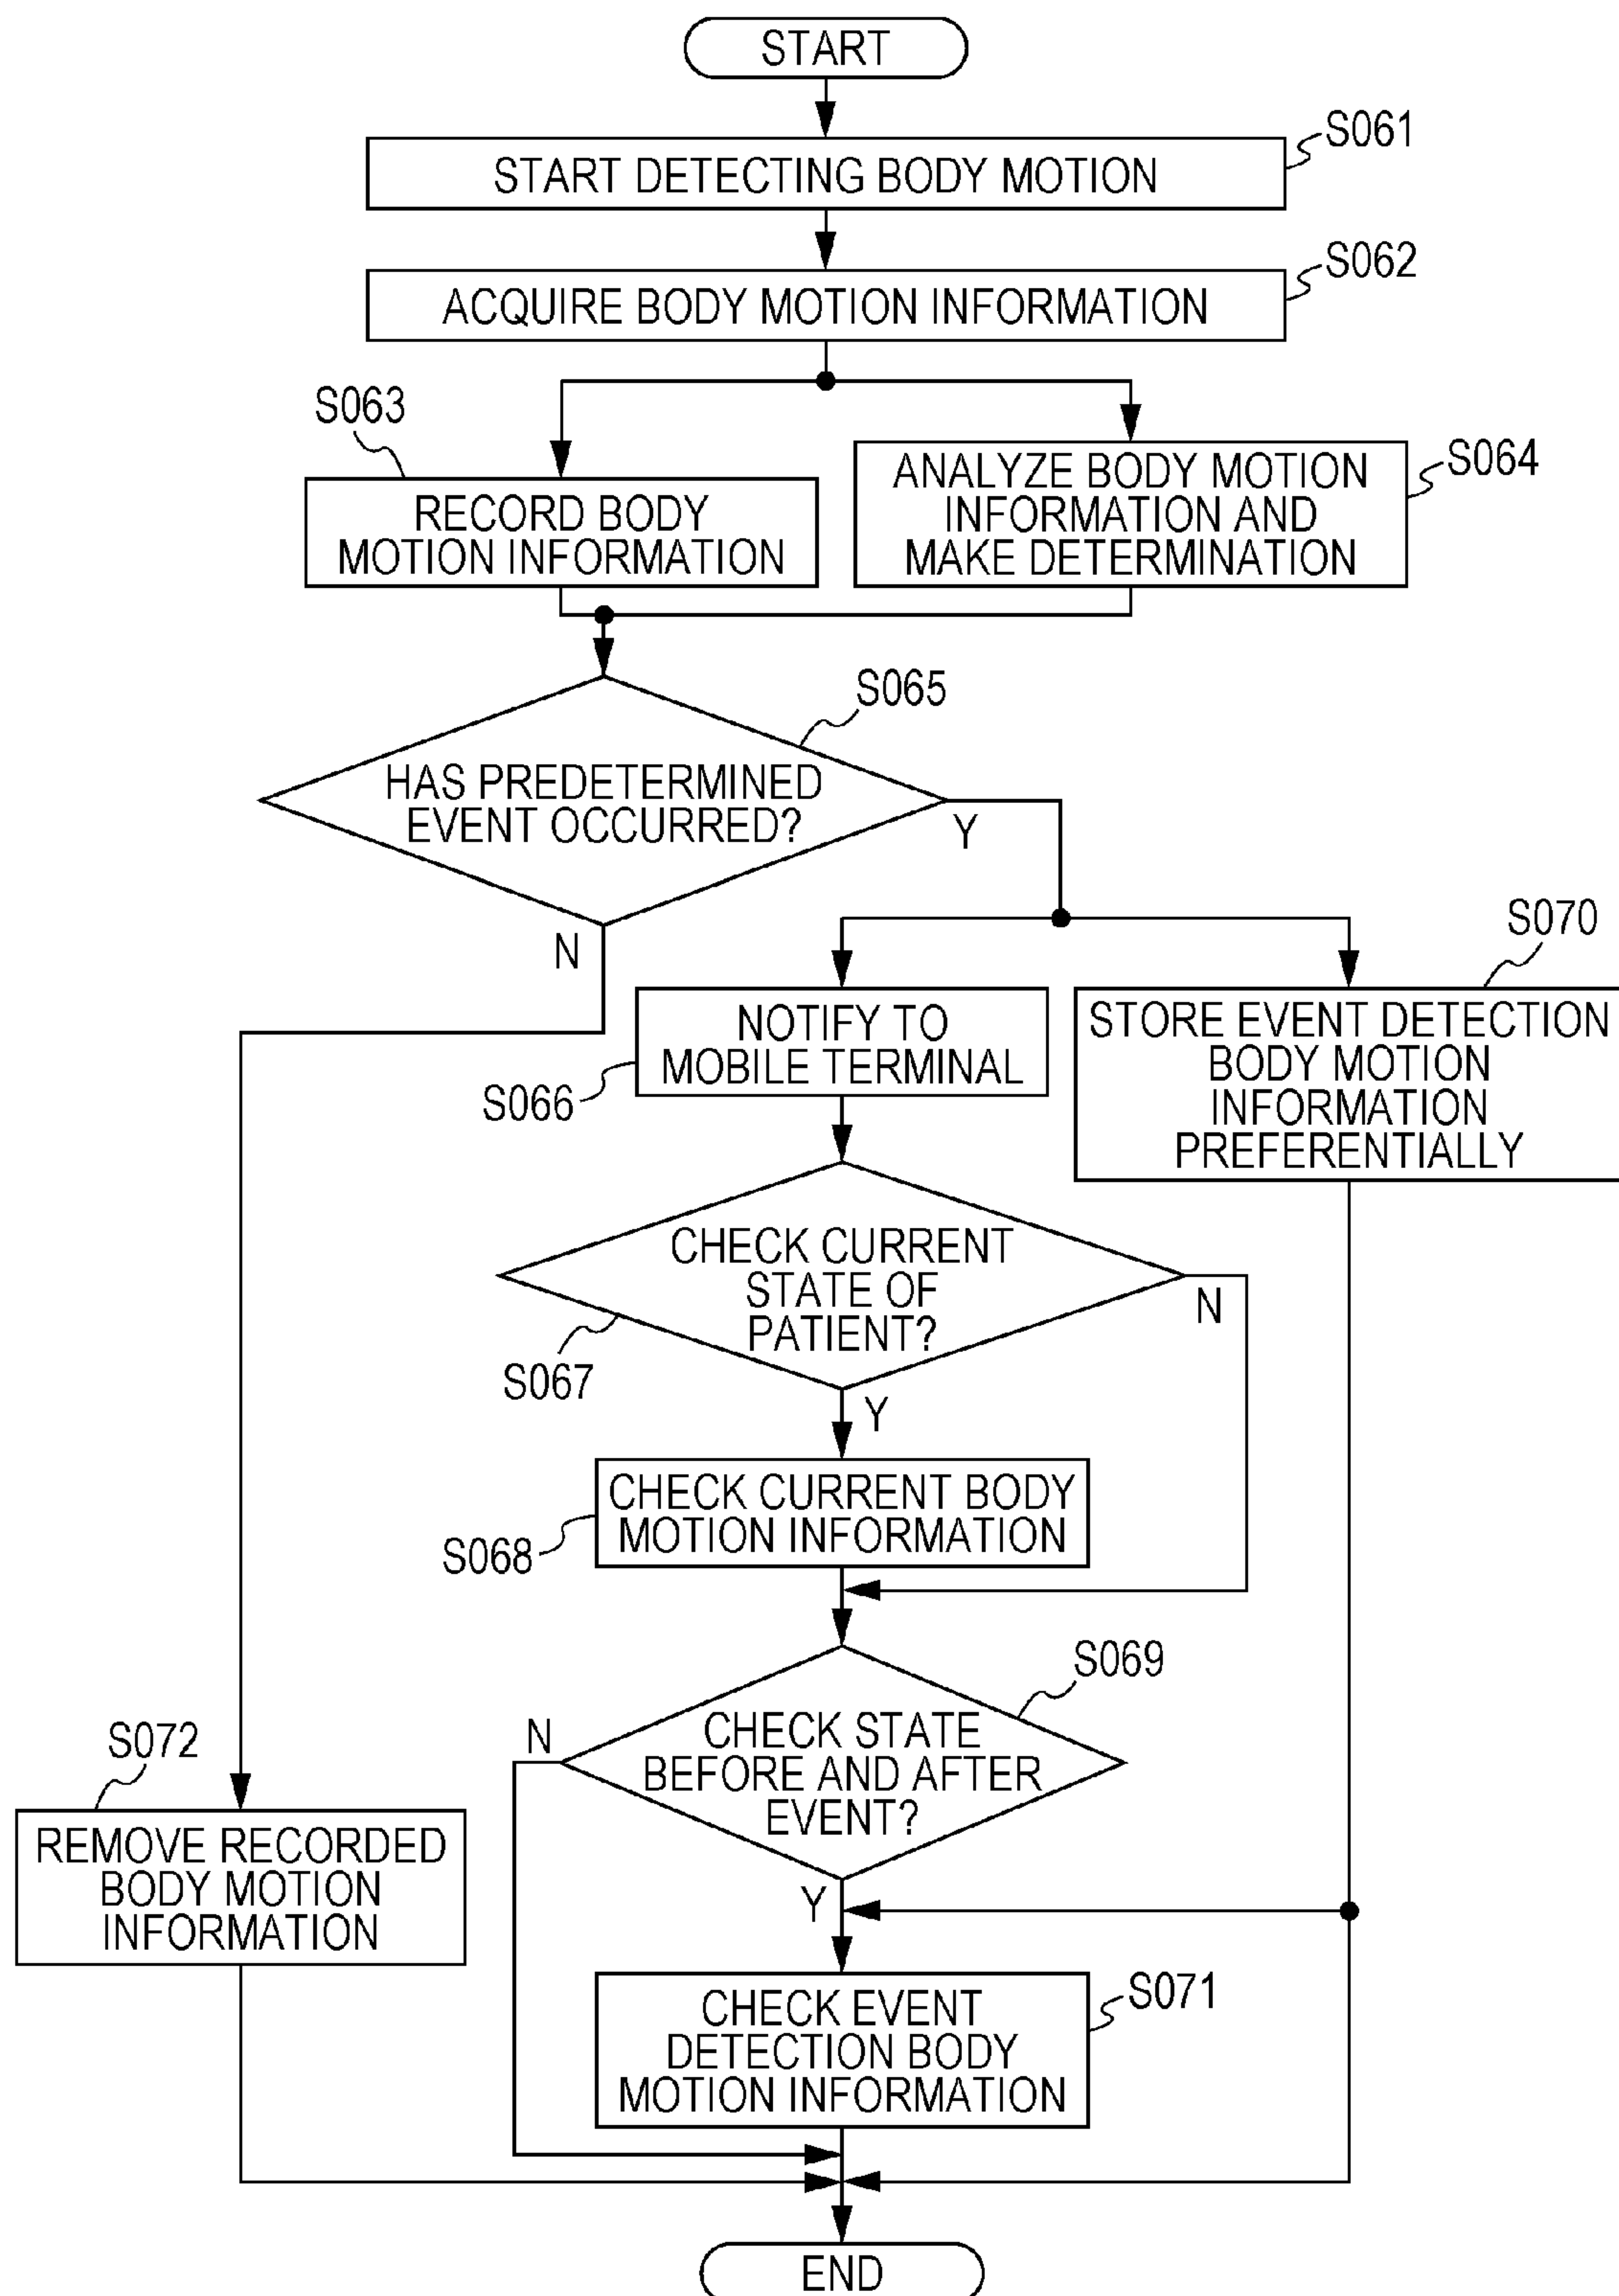 START
S061
START DETECTING BODY MOTION
S062
ACQUIRE BODY MOTION INFORMATION
S063
RECORD BODY
MOTION INFORMATION
S064
ANALYZE BODY MOTION
INFORMATION AND
MAKE DETERMINATION
S065
HAS PREDETERMINED
EVENT OCCURRED?
Y
N
S066
NOTIFY TO
MOBILE TERMINAL
S070
STORE EVENT DETECTION
BODY MOTION
INFORMATION
PREFERENTIALLY
CHECK CURRENT
STATE OF
PATIENT?
N
S067
Y
CHECK CURRENT BODY
MOTION INFORMATION
S068
S069
N
CHECK STATE
BEFORE AND AFTER
EVENT?
Y
S072
REMOVE RECORDED
BODY MOTION
INFORMATION
S071
CHECK EVENT
DETECTION BODY
MOTION INFORMATION
END